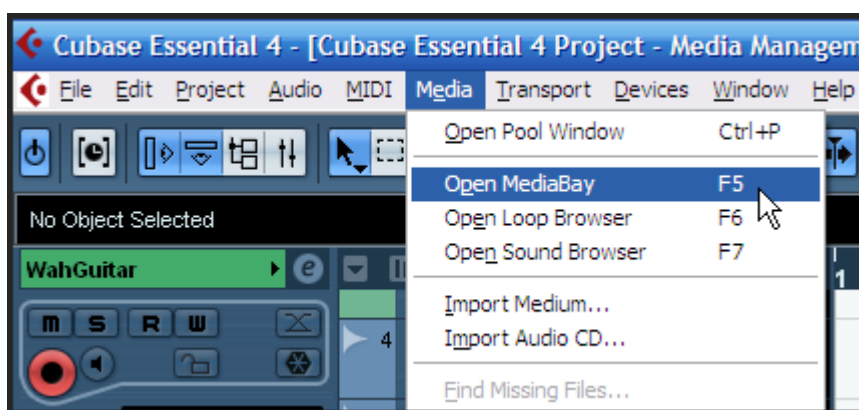 Cubase Essential 4 - [Cubase Essential 4 Project - Media Managem
File Edit Project Audio MIDI Media Transport Devices Window Help
Open Pool Window Ctrl+P
Open MediaBay F5
No Object Selected
Open Loop Browser F6
Open Sound Browser F7
WahGuitar e
1
Import Medium...
m S R W
4
Import Audio CD...
Find Missing Files...